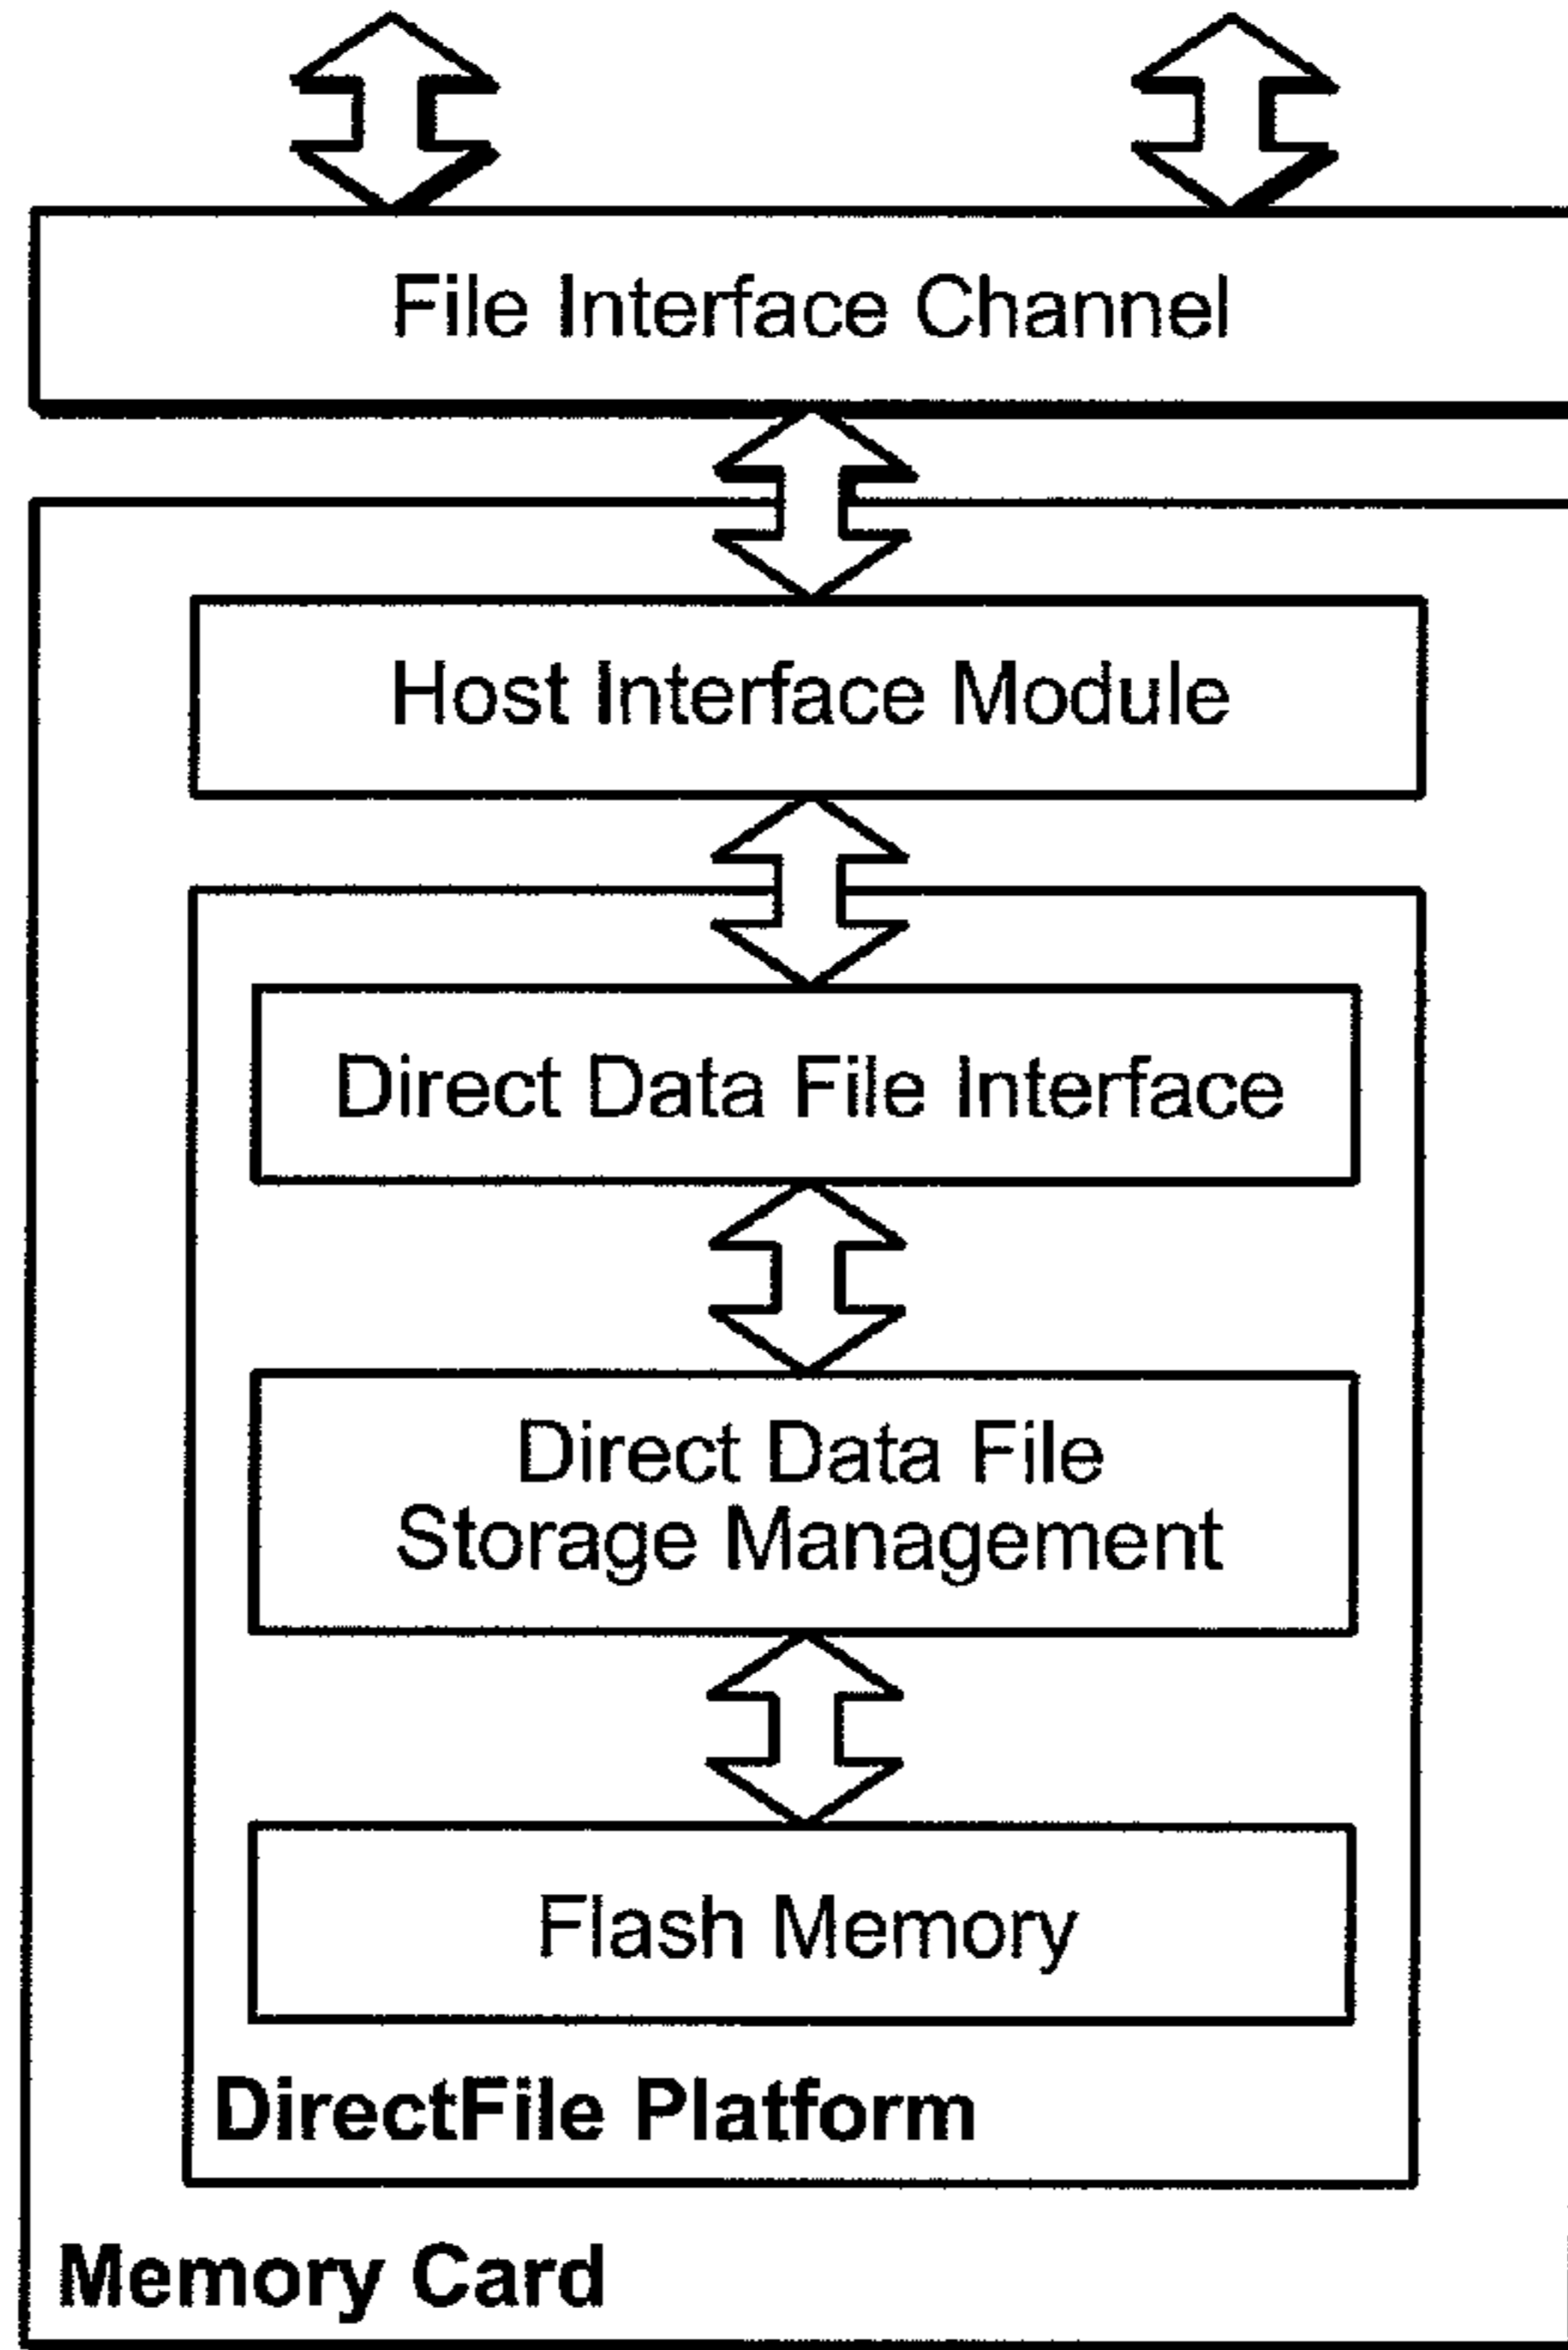 File Interface Channel
Host Interface Module
Direct Data File Interface
Direct Data File
Storage Management
Flash Memory
DirectFile Platform
Memory Card